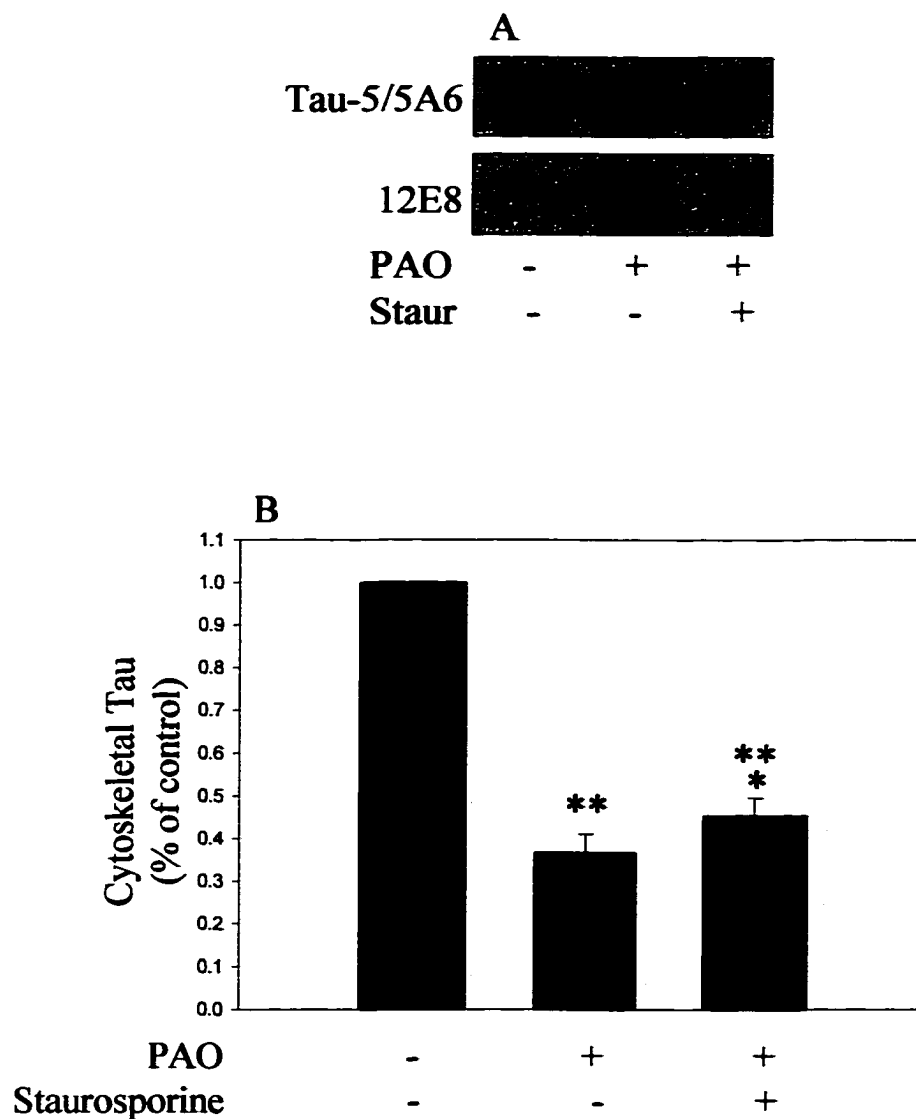 A
Tau-5/5A6
12E8
PAO - + +
Staur - - +
B
Cytoskeletal Tau
(% of control)
1.1
1.0
0.9
0.8
0.7
0.6
0.5
0.4
0.3
0.2
0.1
0.0
**
**
*
PAO - + +
Staurosporine - - +